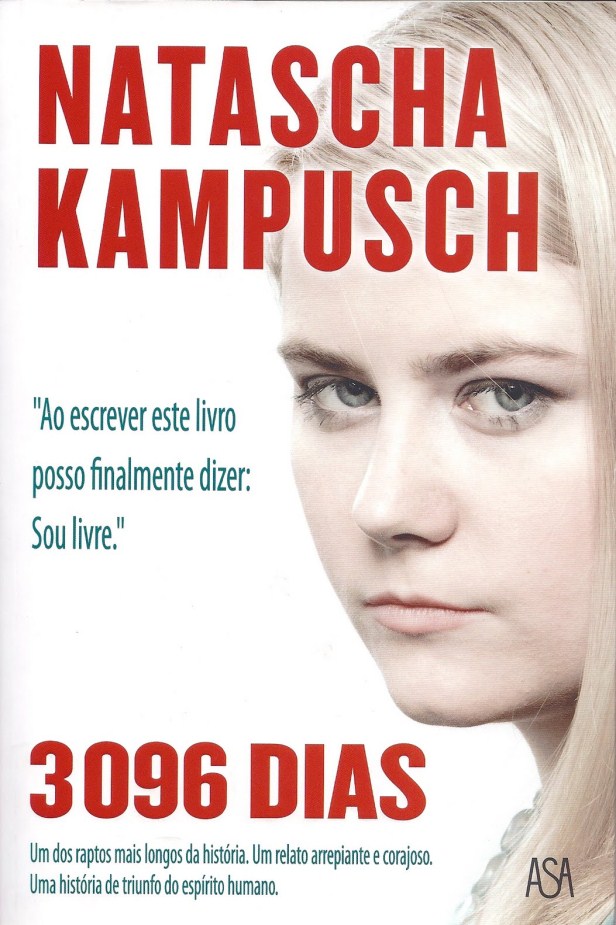 NATASCHA
KAMPUSCH
"Ao escrever este livro
posso finalmente dizer:
Sou livre."
3096 DIAS
Um dos raptos mais longos da história. Um relato arrepiante e corajoso.
Uma história de triunfo do espírito humano.
ASA